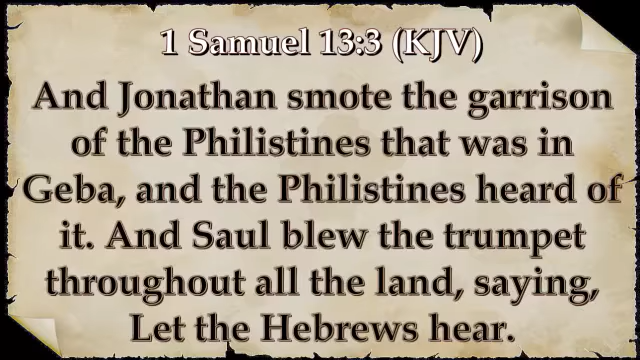 1 Samuel 13:3 (KJV)
And Jonathan smote the garrison
of the Philistines that was in
Geba, and the Philistines heard of
it. And Saul blew the trumpet
throughout all the land, saying,
Let the Hebrews hear.